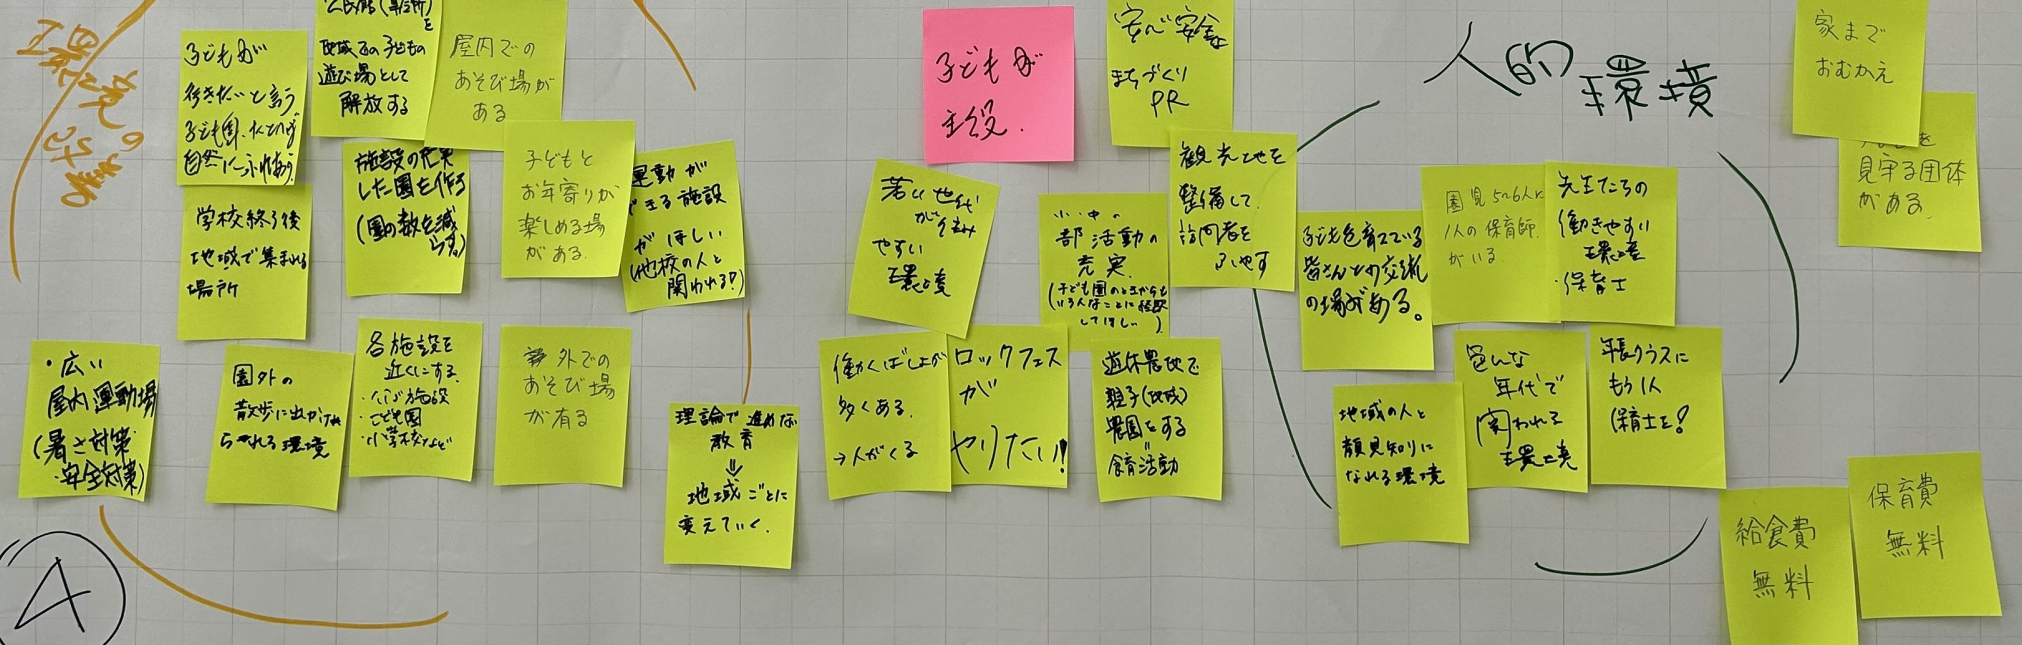 環境の改善
子どもが
行きたいと言う
子ども園.たとえば
自然にふれあう
公民館(集会所)を
地域での子どもの
遊び場として
解放する
屋内での
あそび場が
ある
学校終了後
地域で集まれる
場所
施設の充実
した園を作る
(園の数を減らす)
子どもと
お年寄りが
楽しめる場
がある.
運動が
できる施設
がほしい
(他校の人と
関われる!)
・広い
屋内運動場
(暑さ対策
・安全対策)
園外の
散歩に出かけ
られる環境
各施設を
近くにする.
・こども園
・小学校など
外での
あそび場
が有る
理論で進めない
教育
⇓
地域ごとに
変えていく.
子どもが
主役.
安心安全な
まちづくり
PR
若い世代
が住み
やすい
環境
小・中の
部活動の
充実.
(子ども園のときから
いろんなことに経験
してほしい)
観光地を
整備して.
訪問者を
ふやす
働くばしょが
多くある.
→人がくる
ロックフェス
が
やりたい!
遊休農地で
親子(地域)
農園をする
=
食育活動
人的環境
子ども育てている
皆さんとの交流
の場がある。
園児5~6人に
1人の保育師.
がいる.
先生たちの
働きやすい
環境
・保育士
地域の人と
顔見知りに
なれる環境
色んな
年代で
関われる
環境
年長クラスに
もう1人
保育士を!
家まで
おむかえ
見守る団体
がある.
給食費
無料
保育費
無料
4